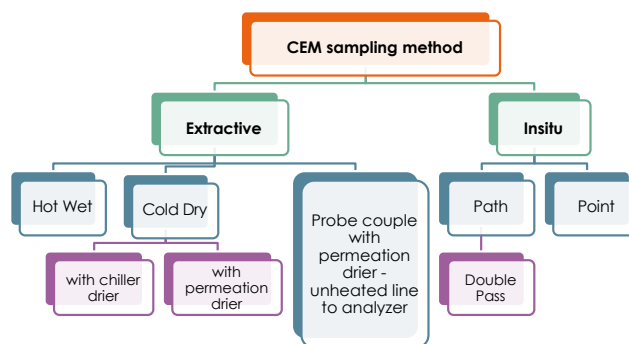 CEM sampling method
Extractive
Insitu
Hot Wet
Cold Dry
Probe couple
with
permeation
drier -
unheated line
to analyzer
Path
Point
with chiller
drier
with
permeation
drier
Double
Pass